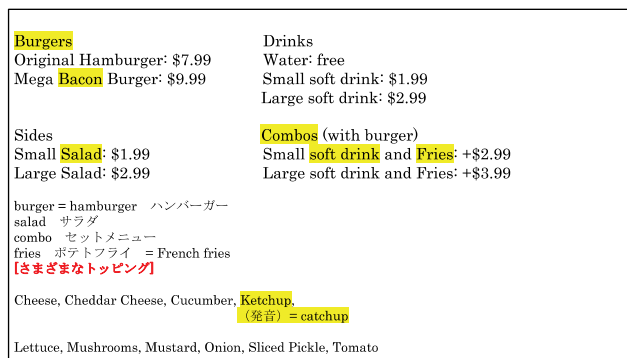 Burgers
Original Hamburger: $7.99
Mega Bacon Burger: $9.99
Drinks
Water: free
Small soft drink: $1.99
Large soft drink: $2.99
Sides
Small Salad: $1.99
Large Salad: $2.99
Combos (with burger)
Small soft drink and Fries: +$2.99
Large soft drink and Fries: +$3.99
burger = hamburger　ハンバーガー
salad　サラダ
combo　セットメニュー
fries　ポテトフライ　= French fries
[さまざまなトッピング]
Cheese, Cheddar Cheese, Cucumber, Ketchup,
（発音）= catchup
Lettuce, Mushrooms, Mustard, Onion, Sliced Pickle, Tomato